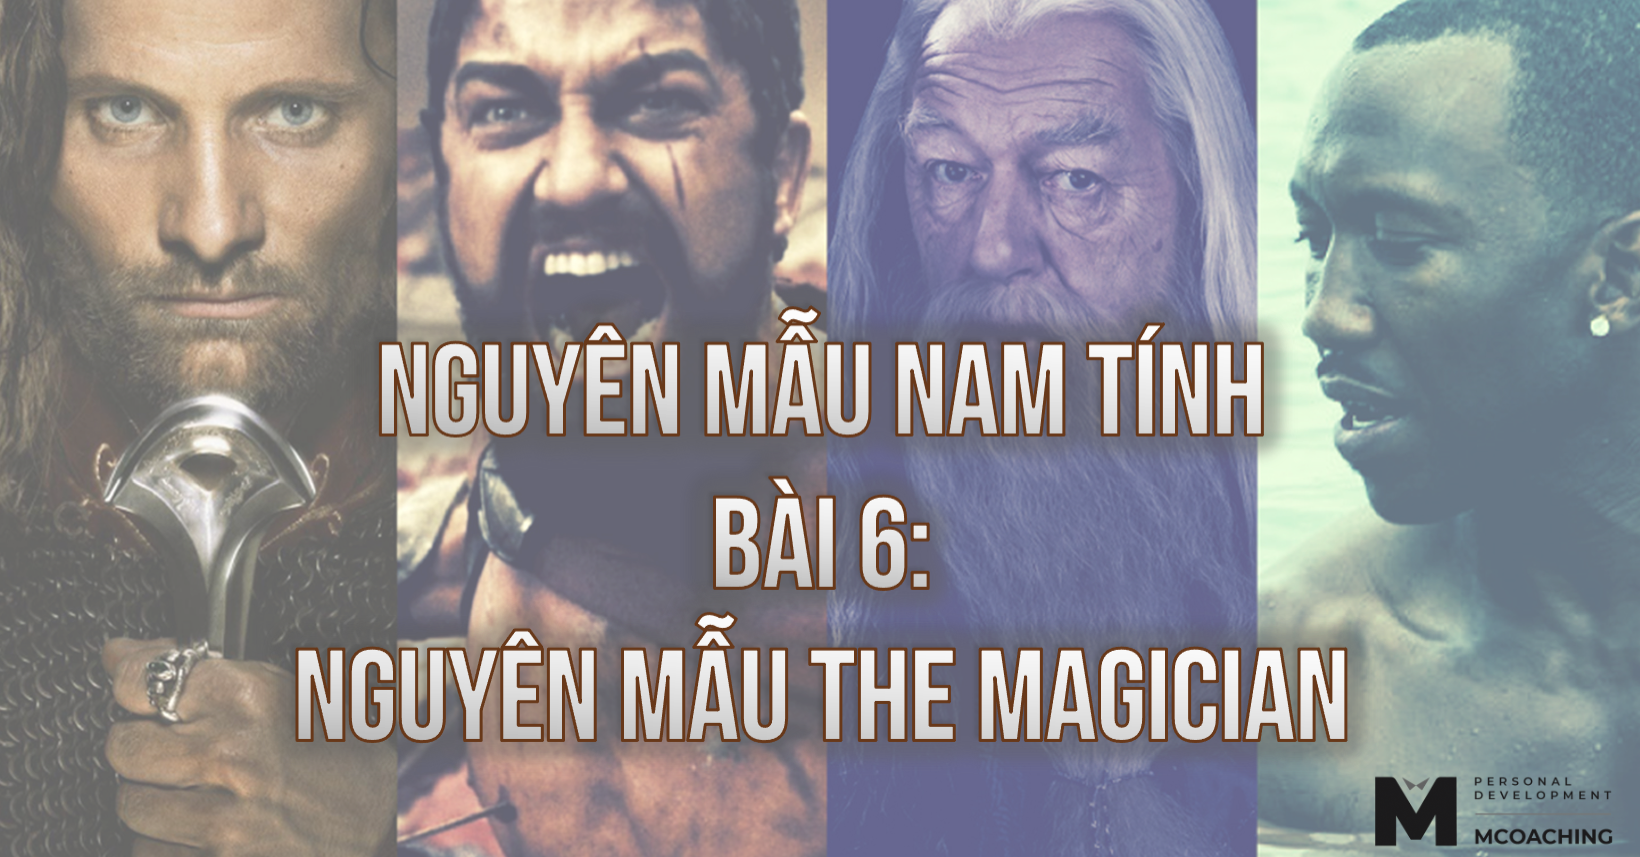 NGUYÊN MẪU NAM TÍNH
BÀI 6:
NGUYÊN MẪU THE MAGICIAN
M
PERSONAL
DEVELOPMENT
MCOACHING